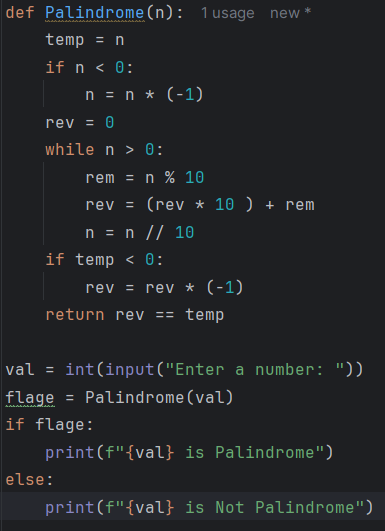 def Palindrome(n):  1 usage  new *
    temp = n
    if n < 0:
        n = n * (-1)
    rev = 0
    while n > 0:
        rem = n % 10
        rev = (rev * 10 ) + rem
        n = n // 10
    if temp < 0:
        rev = rev * (-1)
    return rev == temp

val = int(input("Enter a number: "))
flage = Palindrome(val)
if flage:
    print(f"{val} is Palindrome")
else:
    print(f"{val} is Not Palindrome")